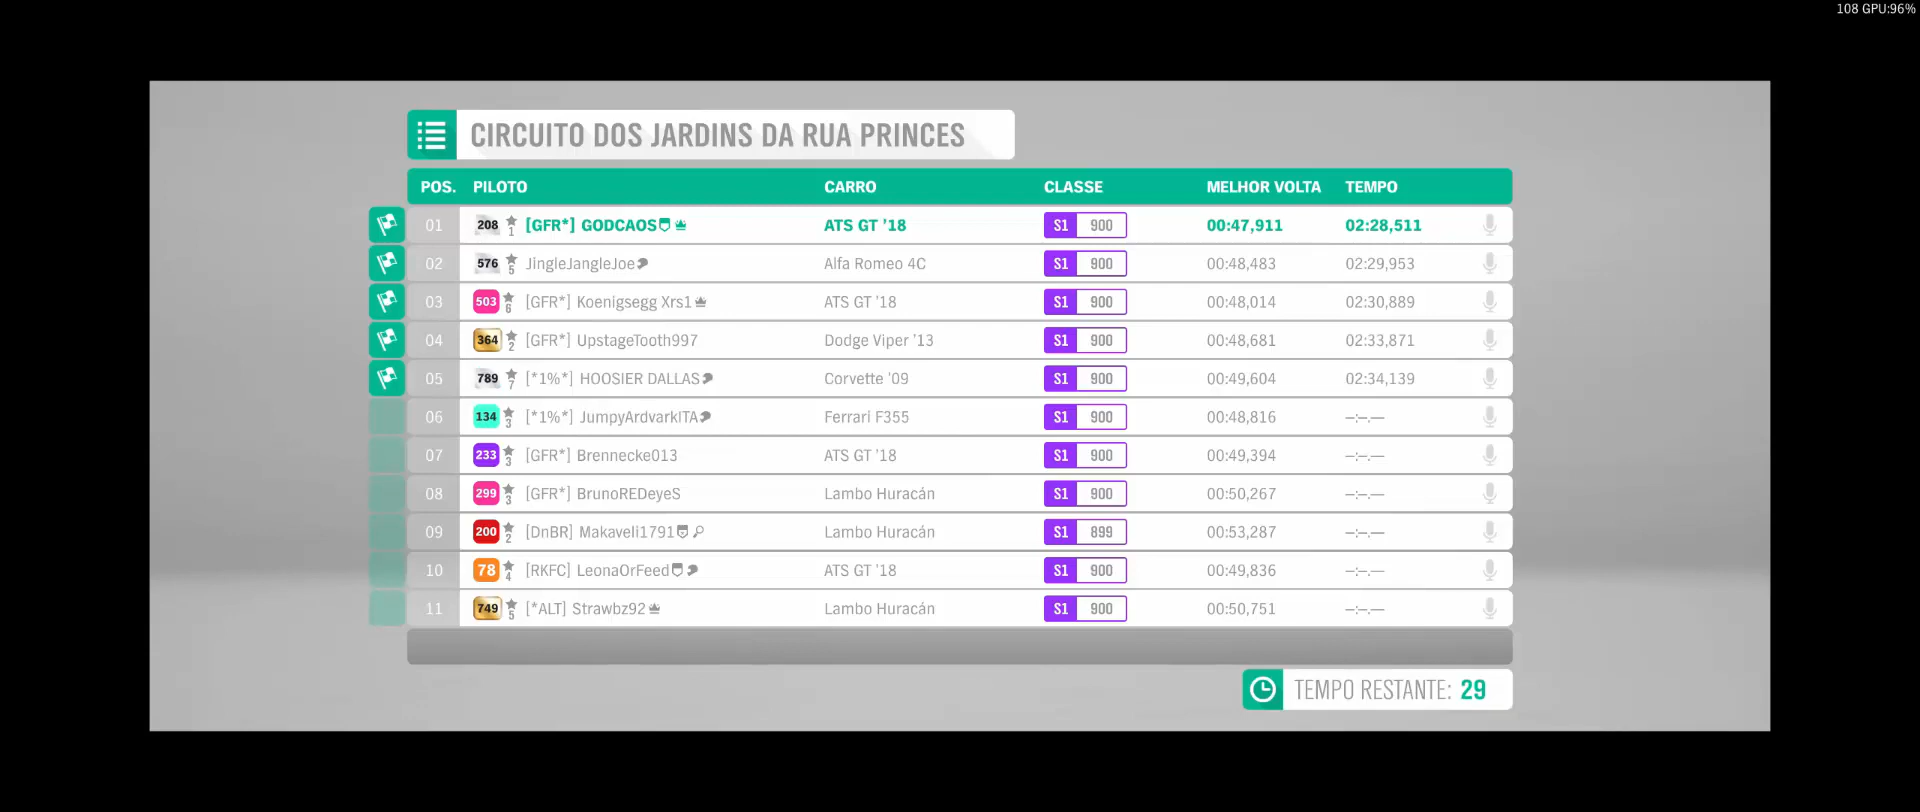 108 GPU:96%
CIRCUITO DOS JARDINS DA RUA PRINCES
POS. PILOTO CARRO CLASSE MELHOR VOLTA TEMPO
01 208 1 [GFR*] GODCAOS ATS GT '18 S1 900 00:47,911 02:28,511
02 576 5 JingleJangleJoe Alfa Romeo 4C S1 900 00:48,483 02:29,953
03 503 6 [GFR*] Koenigsegg Xrs1 ATS GT '18 S1 900 00:48,014 02:30,889
04 364 2 [GFR*] UpstageTooth997 Dodge Viper '13 S1 900 00:48,681 02:33,871
05 789 7 [*1%*] HOOSIER DALLAS Corvette '09 S1 900 00:49,604 02:34,139
06 134 3 [*1%*] JumpyArdvarkITA Ferrari F355 S1 900 00:48,816 –:–.––
07 233 3 [GFR*] Brennecke013 ATS GT '18 S1 900 00:49,394 –:–.––
08 299 3 [GFR*] BrunoREDeyeS Lambo Huracán S1 900 00:50,267 –:–.––
09 200 2 [DnBR] Makaveli1791 Lambo Huracán S1 899 00:53,287 –:–.––
10 78 4 [RKFC] LeonaOrFeed ATS GT '18 S1 900 00:49,836 –:–.––
11 749 5 [*ALT] Strawbz92 Lambo Huracán S1 900 00:50,751 –:–.––
TEMPO RESTANTE: 29